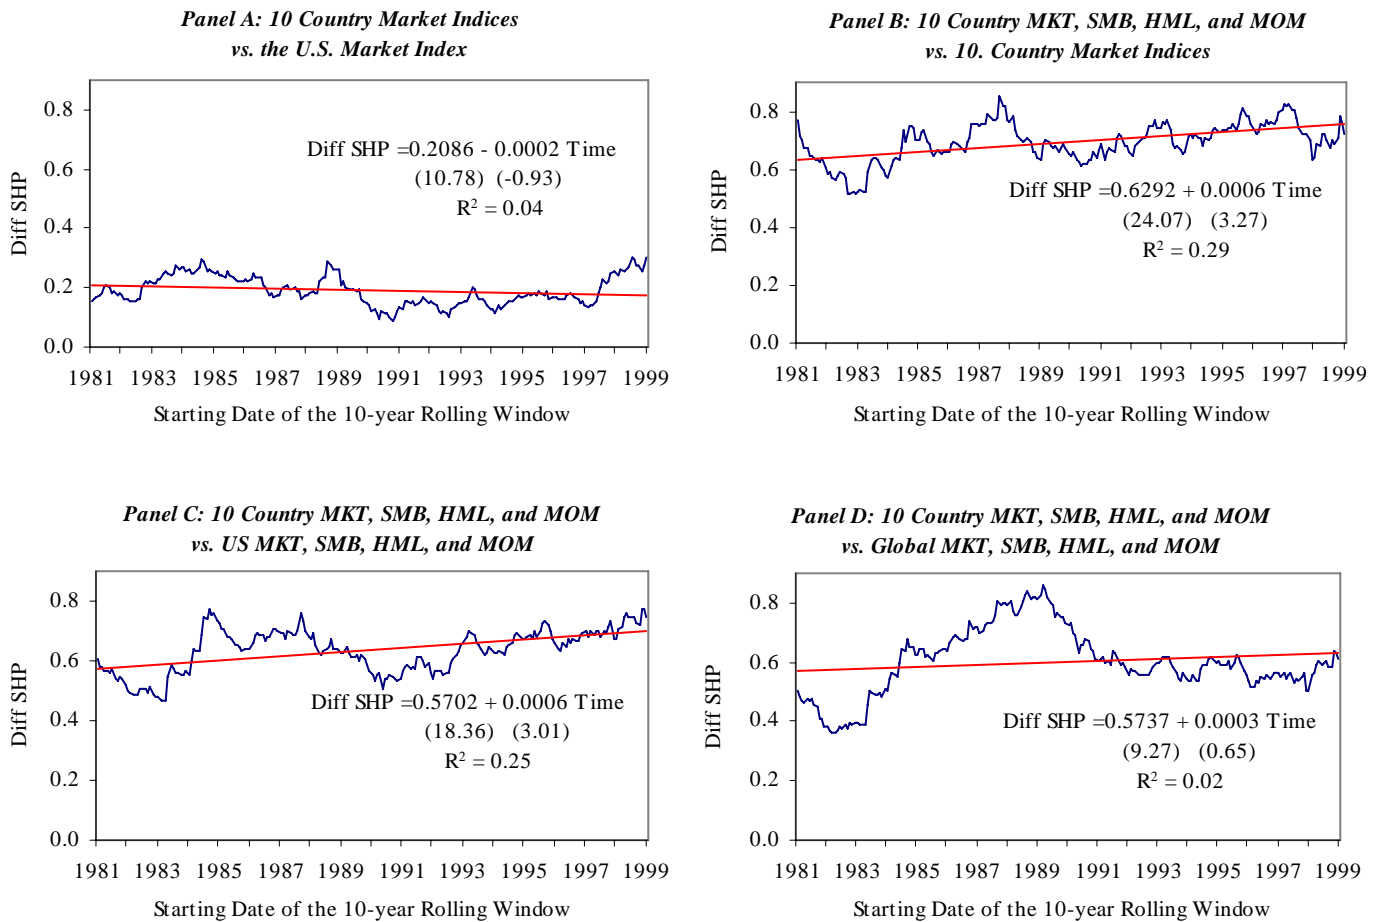 Panel A: 10 Country Market Indices
vs. the U.S. Market Index
0.8
0.6
0.4
0.2
0.0
Diff SHP
Diff SHP =0.2086 - 0.0002 Time
(10.78) (-0.93)
R² = 0.04
1981 1983 1985 1987 1989 1991 1993 1995 1997 1999
Starting Date of the 10-year Rolling Window
Panel B: 10 Country MKT, SMB, HML, and MOM
vs. 10. Country Market Indices
0.8
0.6
0.4
0.2
0.0
Diff SHP
Diff SHP =0.6292 + 0.0006 Time
(24.07) (3.27)
R² = 0.29
1981 1983 1985 1987 1989 1991 1993 1995 1997 1999
Starting Date of the 10-year Rolling Window
Panel C: 10 Country MKT, SMB, HML, and MOM
vs. US MKT, SMB, HML, and MOM
0.8
0.6
0.4
0.2
0.0
Diff SHP
Diff SHP =0.5702 + 0.0006 Time
(18.36) (3.01)
R² = 0.25
1981 1983 1985 1987 1989 1991 1993 1995 1997 1999
Starting Date of the 10-year Rolling Window
Panel D: 10 Country MKT, SMB, HML, and MOM
vs. Global MKT, SMB, HML, and MOM
0.8
0.6
0.4
0.2
0.0
Diff SHP
Diff SHP =0.5737 + 0.0003 Time
(9.27) (0.65)
R² = 0.02
1981 1983 1985 1987 1989 1991 1993 1995 1997 1999
Starting Date of the 10-year Rolling Window